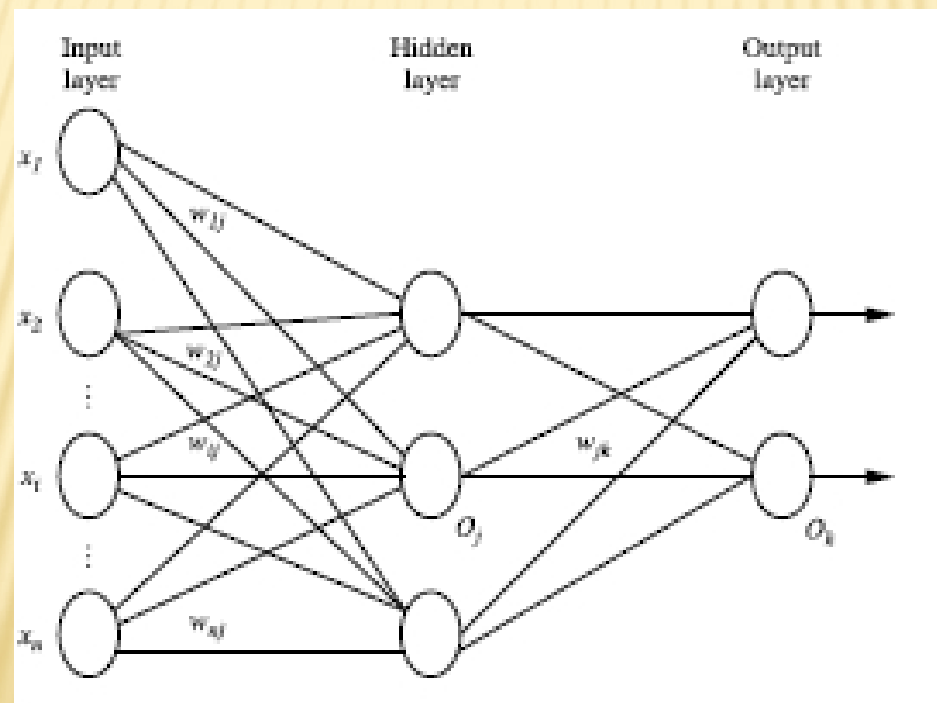 Input Hidden Output
layer layer layer
x₁
w₁ⱼ
x₂
w₂ⱼ
⋮
wᵢⱼ wⱼₖ
xᵢ
Oⱼ Oₖ
⋮
wₙⱼ
xₙ